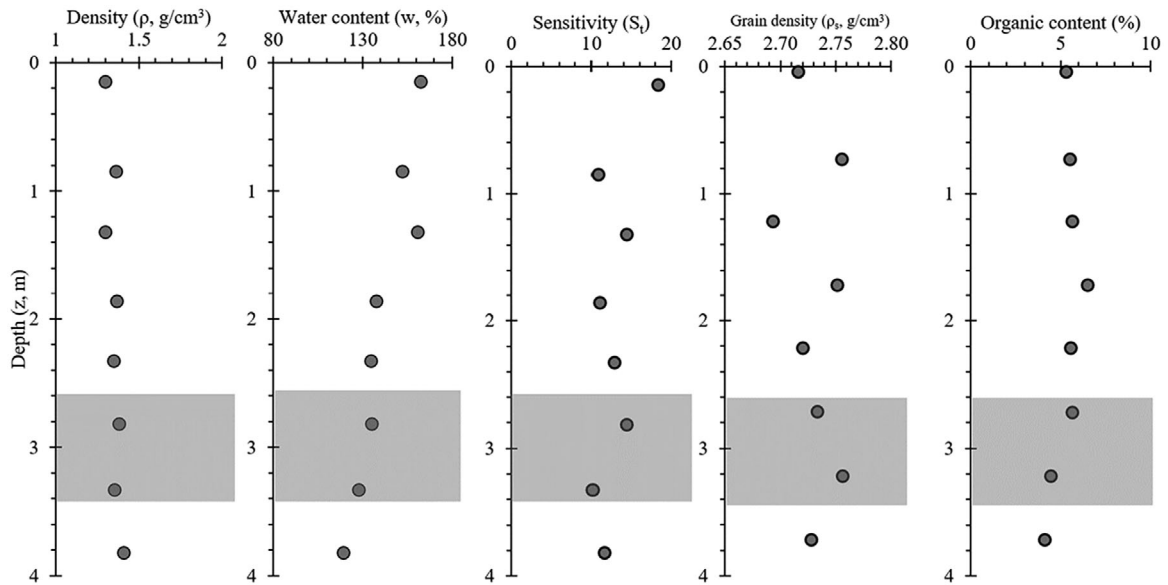 Density (ρ, g/cm³) Water content (w, %) Sensitivity (Sₜ) Grain density (ρₛ, g/cm³) Organic content (%)
1 1.5 2 80 130 180 0 10 20 2.65 2.70 2.75 2.80 0 5 10
0 0 0 0 0
1 1 1 1 1
2 2 2 2 2
3 3 3 3 3
4 4 4 4 4
Depth (z, m)